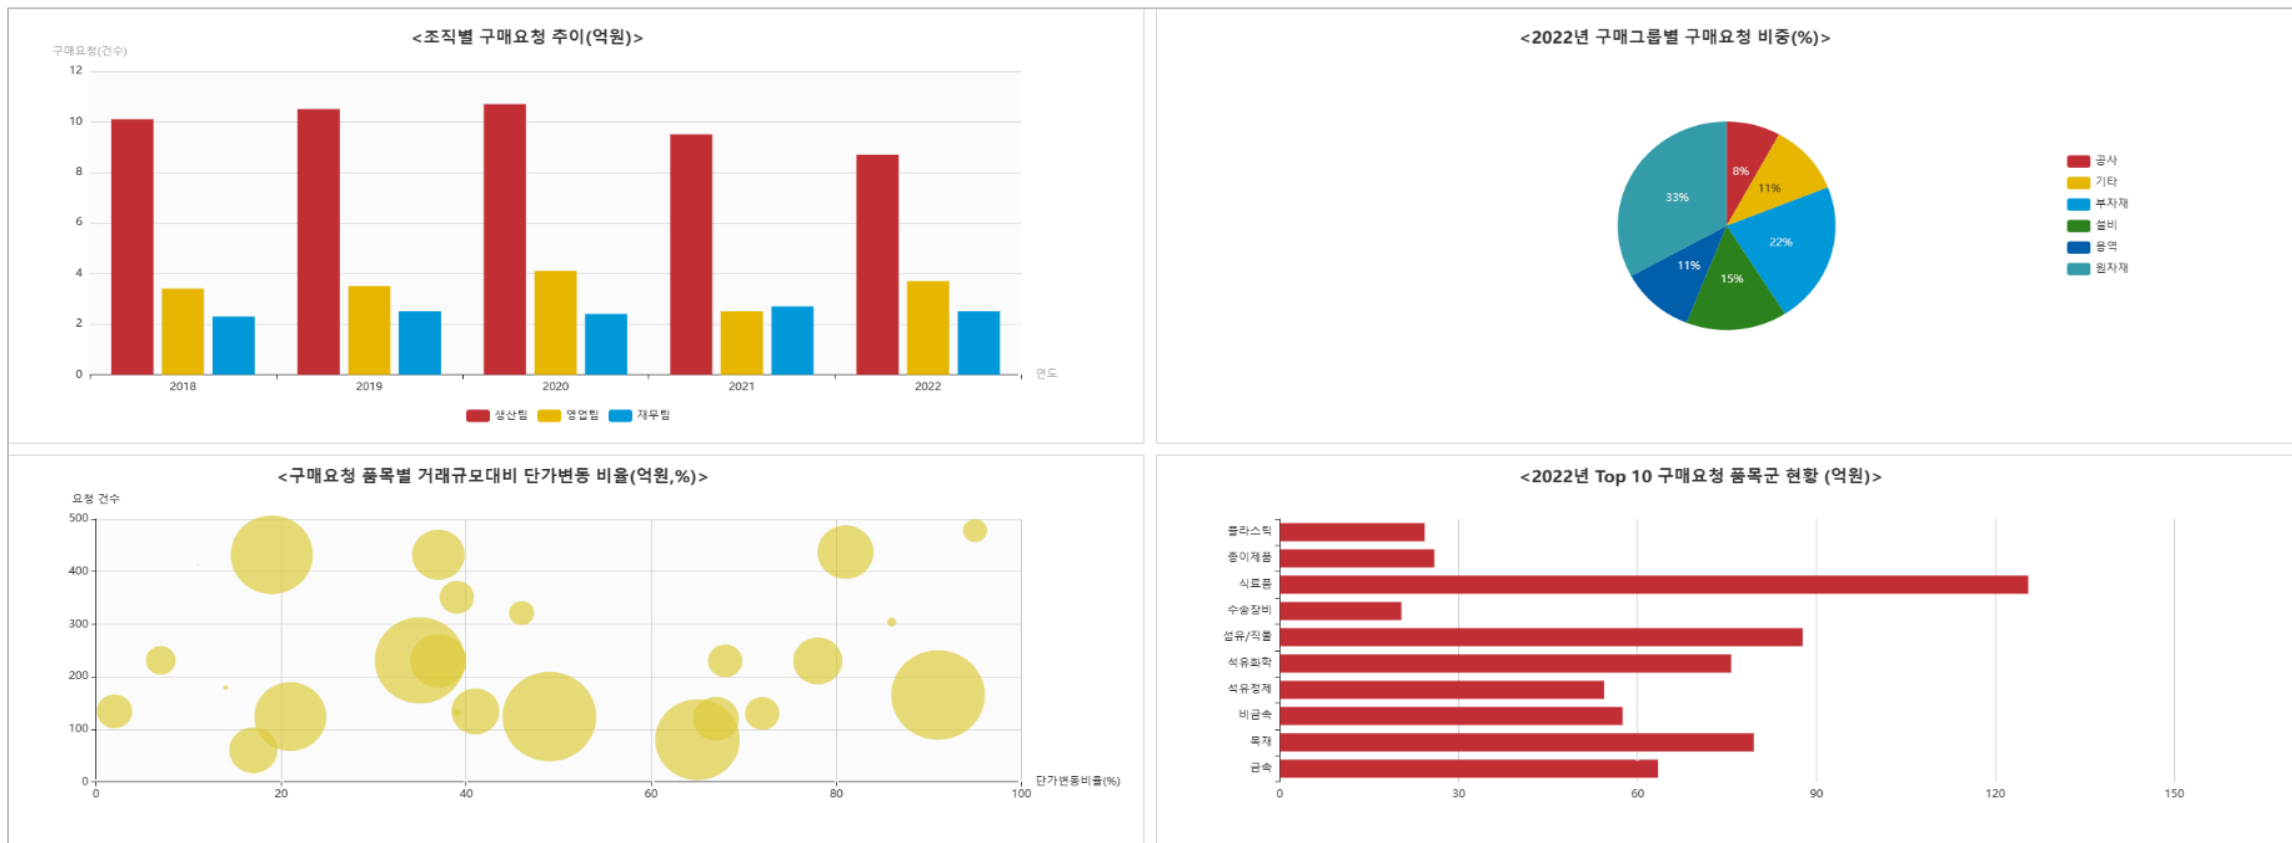 <조직별 구매요청 추이(억원)>
구매요청(건수)
12
10
8
6
4
2
0
2018 2019 2020 2021 2022
연도
생산팀 영업팀 재무팀
<2022년 구매그룹별 구매요청 비중(%)>
8%
11%
33%
22%
11%
15%
공사
기타
부자재
설비
용역
원자재
<구매요청 품목별 거래규모대비 단가변동 비율(억원,%)>
요청 건수
500
400
300
200
100
0
0 20 40 60 80 100
단가변동비율(%)
<2022년 Top 10 구매요청 품목군 현황 (억원)>
플라스틱
종이제품
식료품
수송장비
섬유/직물
석유화학
석유정제
비금속
목재
금속
0 30 60 90 120 150